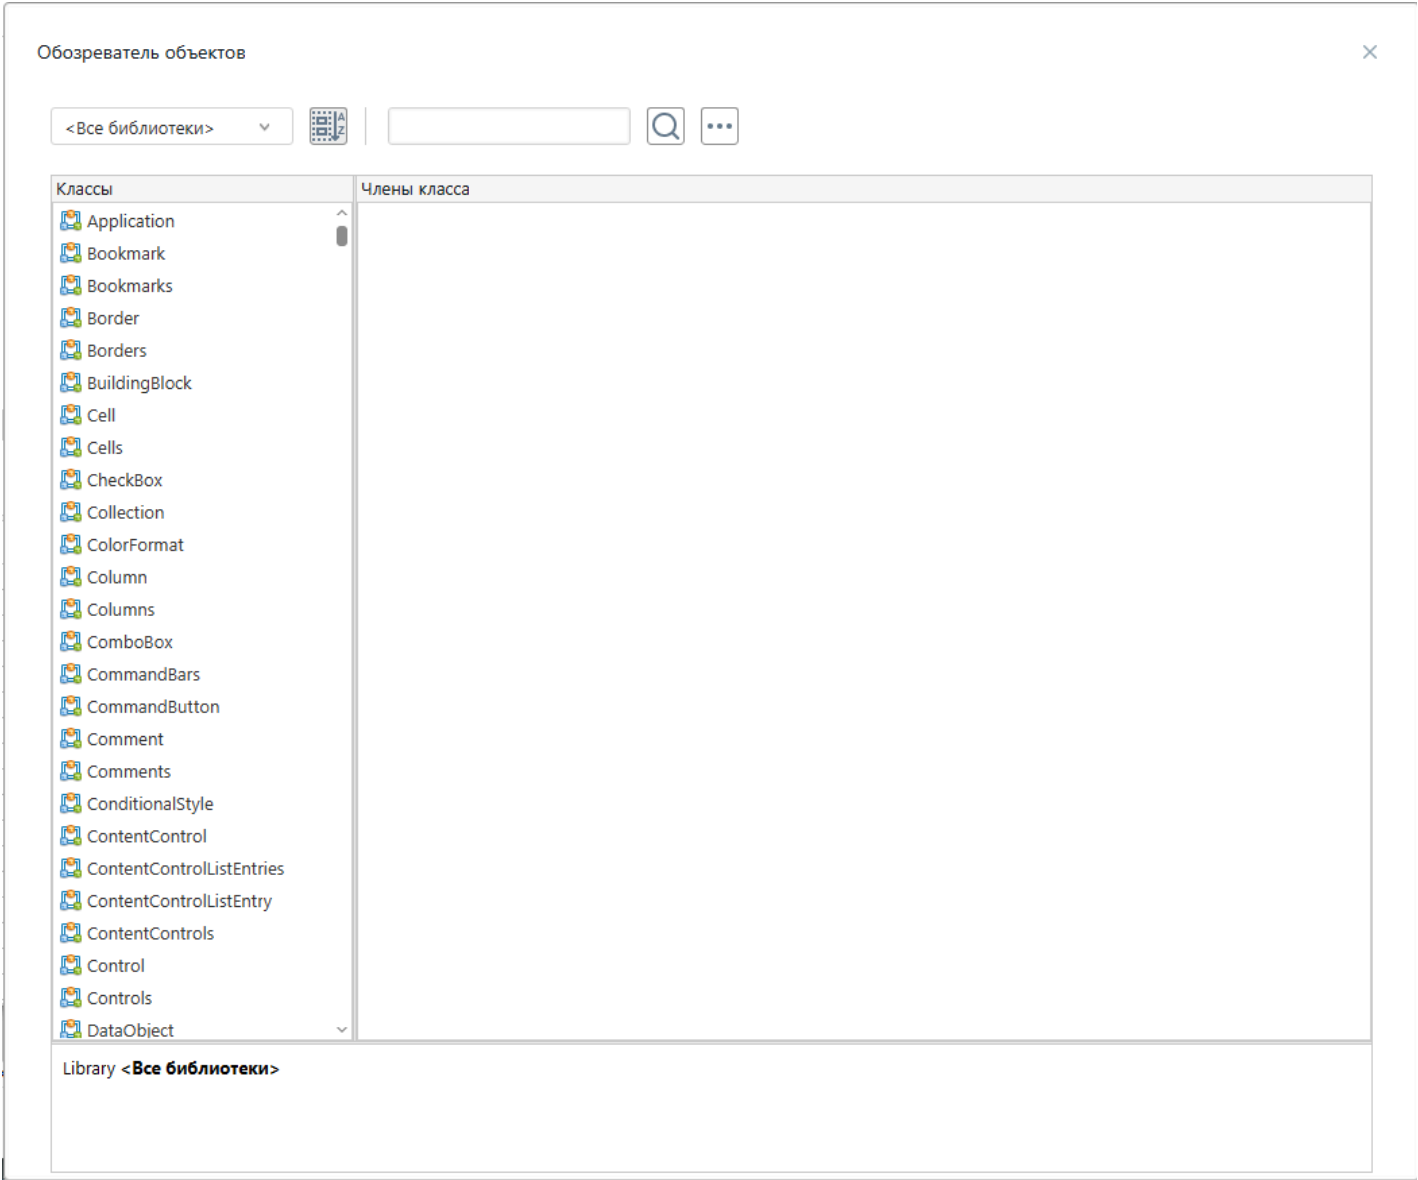 Обозреватель объектов
<Все библиотеки>
Классы
Члены класса
Application
Bookmark
Bookmarks
Border
Borders
BuildingBlock
Cell
Cells
CheckBox
Collection
ColorFormat
Column
Columns
ComboBox
CommandBars
CommandButton
Comment
Comments
ConditionalStyle
ContentControl
ContentControlListEntries
ContentControlListEntry
ContentControls
Control
Controls
DataObject
Library <Все библиотеки>